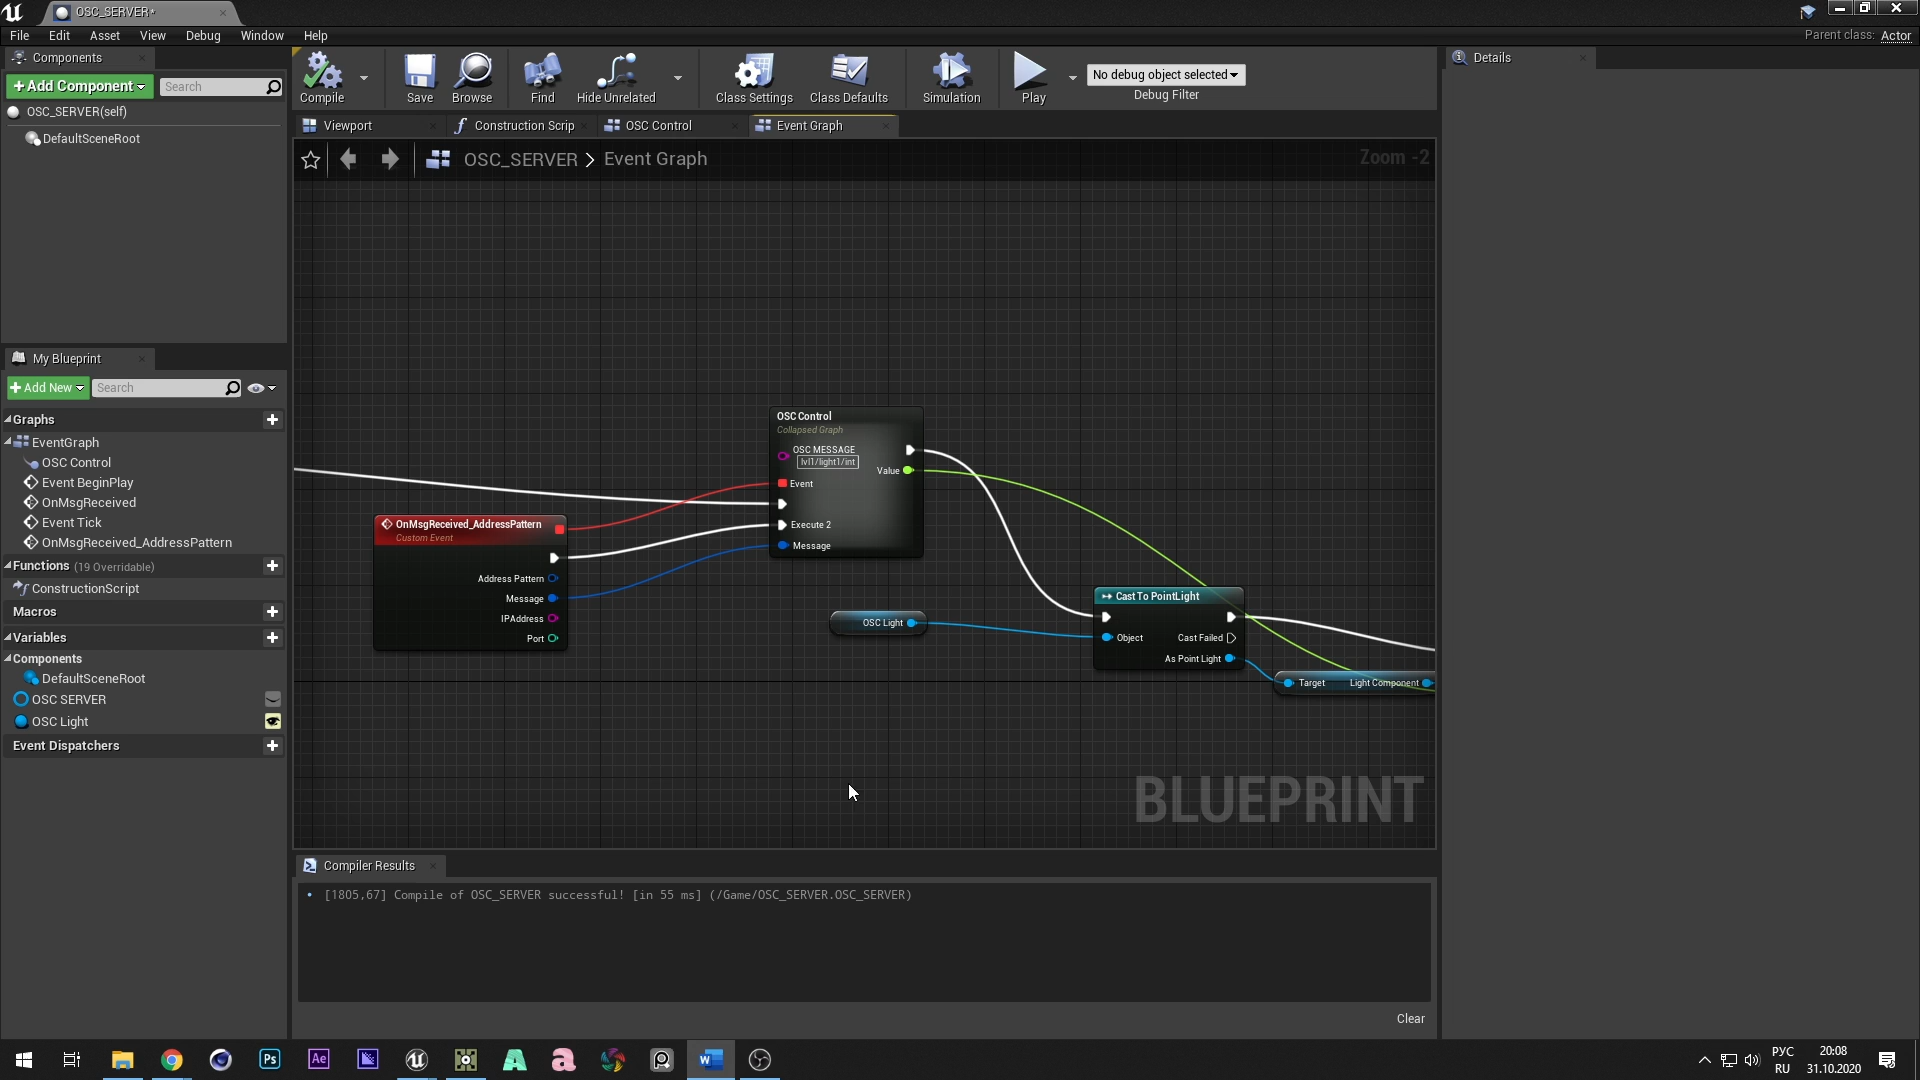 OSC_SERVER*
File Edit Asset View Debug Window Help
Parent class: Actor
Components
+Add Component
Search
OSC_SERVER(self)
DefaultSceneRoot
Compile
Save
Browse
Find
Hide Unrelated
Class Settings
Class Defaults
Simulation
Play
No debug object selected
Debug Filter
Details
Viewport
Construction Scrip
OSC Control
Event Graph
OSC_SERVER > Event Graph
Zoom -2
My Blueprint
+Add New
Search
Graphs
EventGraph
OSC Control
Event BeginPlay
OnMsgReceived
Event Tick
OnMsgReceived_AddressPattern
Functions (19 Overridable)
ConstructionScript
Macros
Variables
Components
DefaultSceneRoot
OSC SERVER
OSC Light
Event Dispatchers
OnMsgReceived_AddressPattern
Custom Event
Address Pattern
Message
IPAddress
Port
OSC Control
Collapsed Graph
OSC MESSAGE
lvl1/light1/int
Value
Event
Execute 2
Message
OSC Light
Cast To PointLight
Object
Cast Failed
As Point Light
Target
Light Component
BLUEPRINT
Compiler Results
[1805,67] Compile of OSC_SERVER successful! [in 55 ms] (/Game/OSC_SERVER.OSC_SERVER)
Clear
Ps
Ae
РУС
RU
20:08
31.10.2020